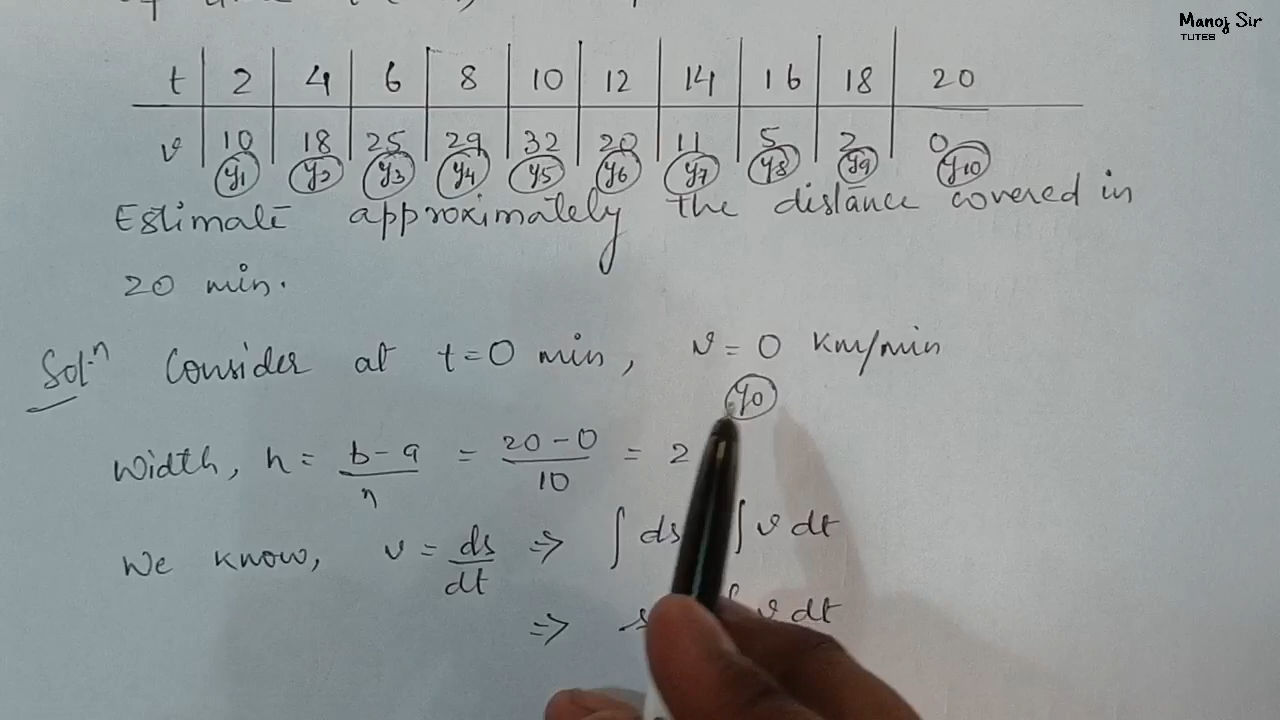 Manoj Sir
TUTES
t 2 4 6 8 10 12 14 16 18 20
v 10 18 25 29 32 20 11 5 2 0
y1 y2 y3 y4 y5 y6 y7 y8 y9 y10
Estimate approximately the distance covered in
20 min.
Sol.n Consider at t=0 min, v = 0 km/min
y0
Width, h = b-a/n = 20-0/10 = 2
We know, v = ds/dt ⇒ ∫ ds ∫ v dt
⇒ s ∫ v dt